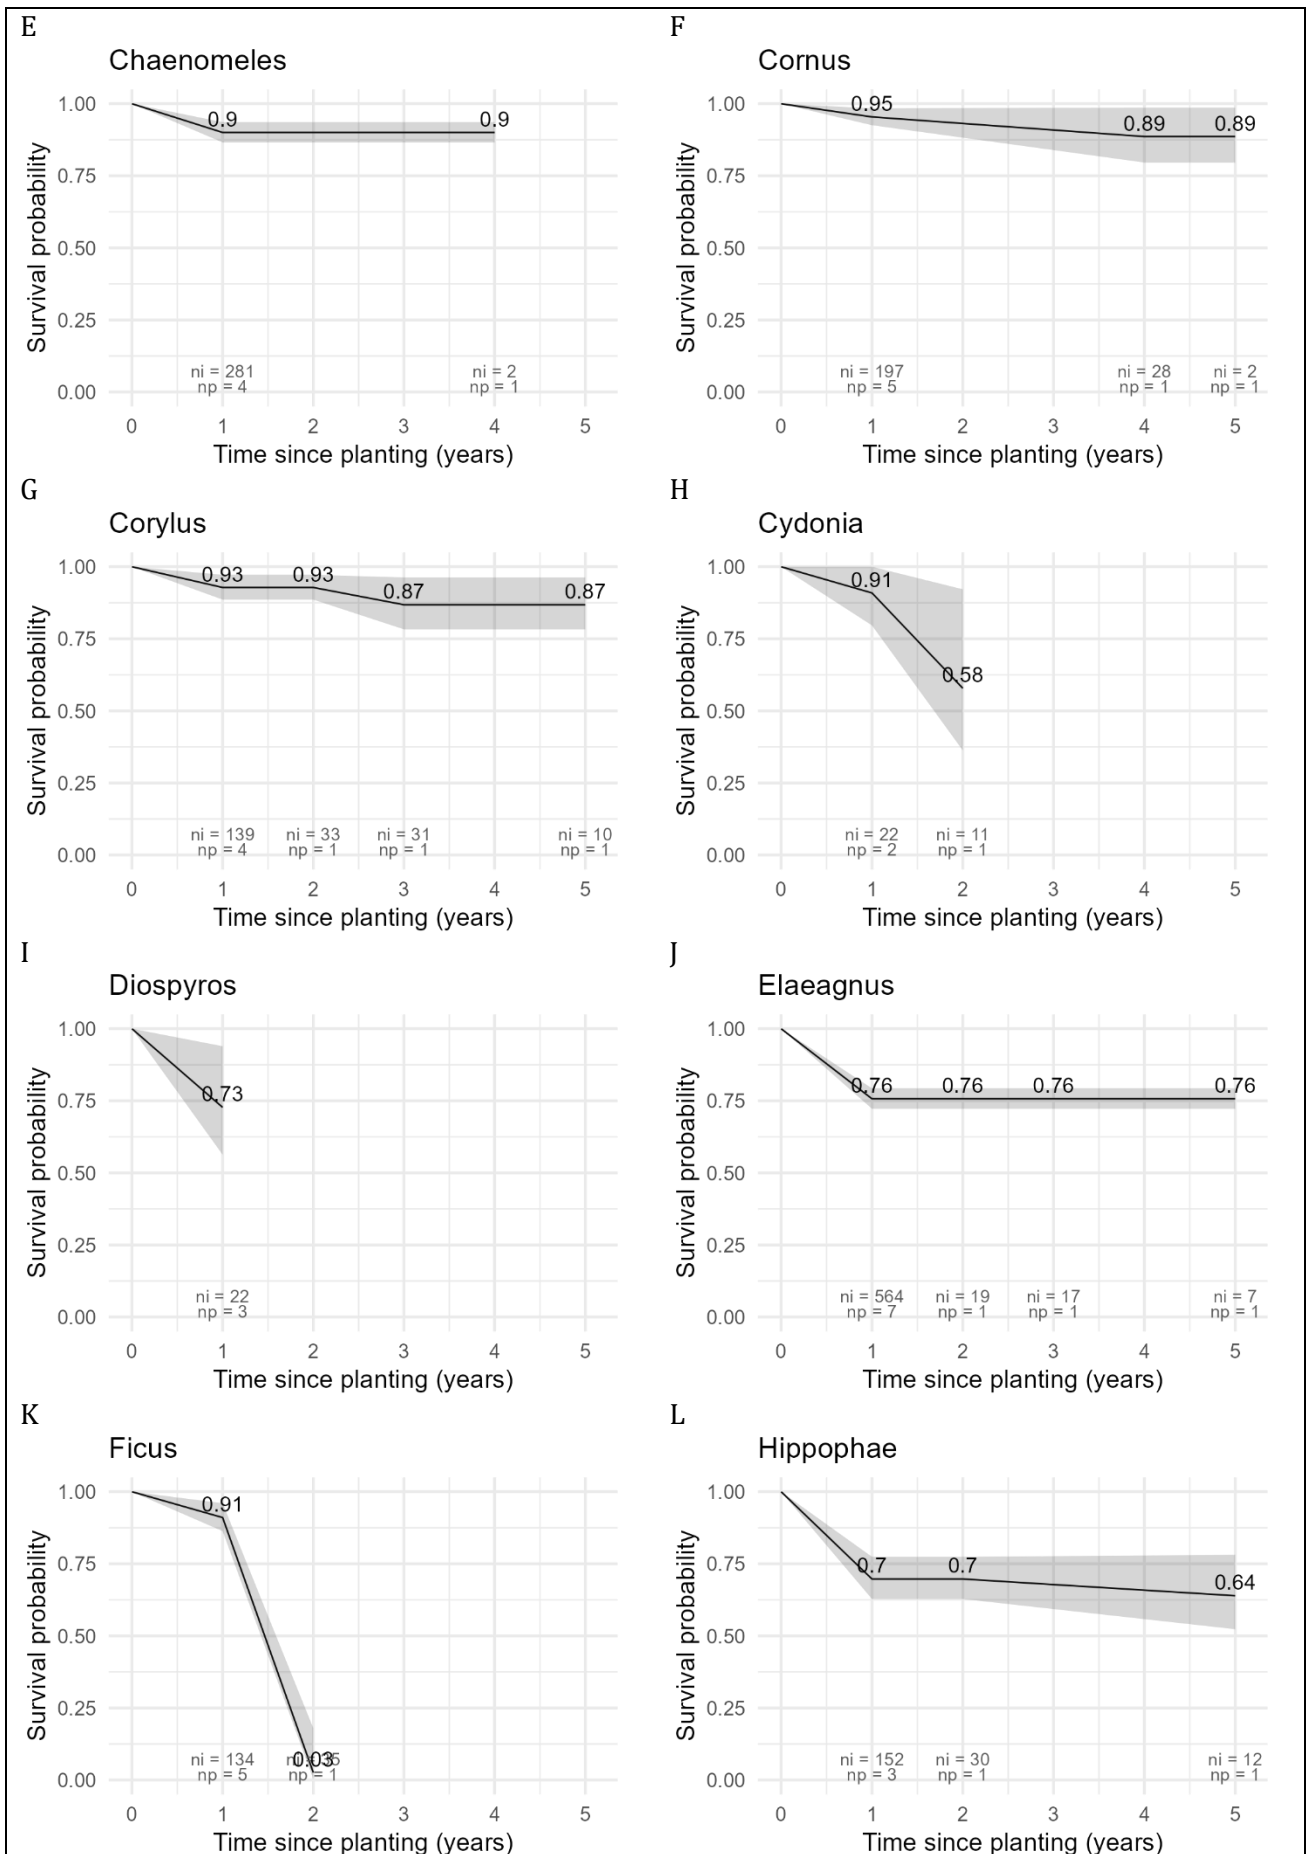 E
Chaenomeles
Survival probability
1.00
0.75
0.50
0.25
0.00
0.9 0.9
ni = 281 ni = 2
np = 4 np = 1
0 1 2 3 4 5
Time since planting (years)
F
Cornus
Survival probability
1.00
0.75
0.50
0.25
0.00
0.95 0.89 0.89
ni = 197 ni = 28 ni = 2
np = 5 np = 1 np = 1
0 1 2 3 4 5
Time since planting (years)
G
Corylus
Survival probability
1.00
0.75
0.50
0.25
0.00
0.93 0.93 0.87 0.87
ni = 139 ni = 33 ni = 31 ni = 10
np = 4 np = 1 np = 1 np = 1
0 1 2 3 4 5
Time since planting (years)
H
Cydonia
Survival probability
1.00
0.75
0.50
0.25
0.00
0.91
0.58
ni = 22 ni = 11
np = 2 np = 1
0 1 2 3 4 5
Time since planting (years)
I
Diospyros
Survival probability
1.00
0.75
0.50
0.25
0.00
0.73
ni = 22
np = 3
0 1 2 3 4 5
Time since planting (years)
J
Elaeagnus
Survival probability
1.00
0.75
0.50
0.25
0.00
0.76 0.76 0.76 0.76
ni = 564 ni = 19 ni = 17 ni = 7
np = 7 np = 1 np = 1 np = 1
0 1 2 3 4 5
Time since planting (years)
K
Ficus
Survival probability
1.00
0.75
0.50
0.25
0.00
0.91
0.03
ni = 134
np = 5 np = 1
0 1 2 3 4 5
Time since planting (years)
L
Hippophae
Survival probability
1.00
0.75
0.50
0.25
0.00
0.7 0.7 0.64
ni = 152 ni = 30 ni = 12
np = 3 np = 1 np = 1
0 1 2 3 4 5
Time since planting (years)